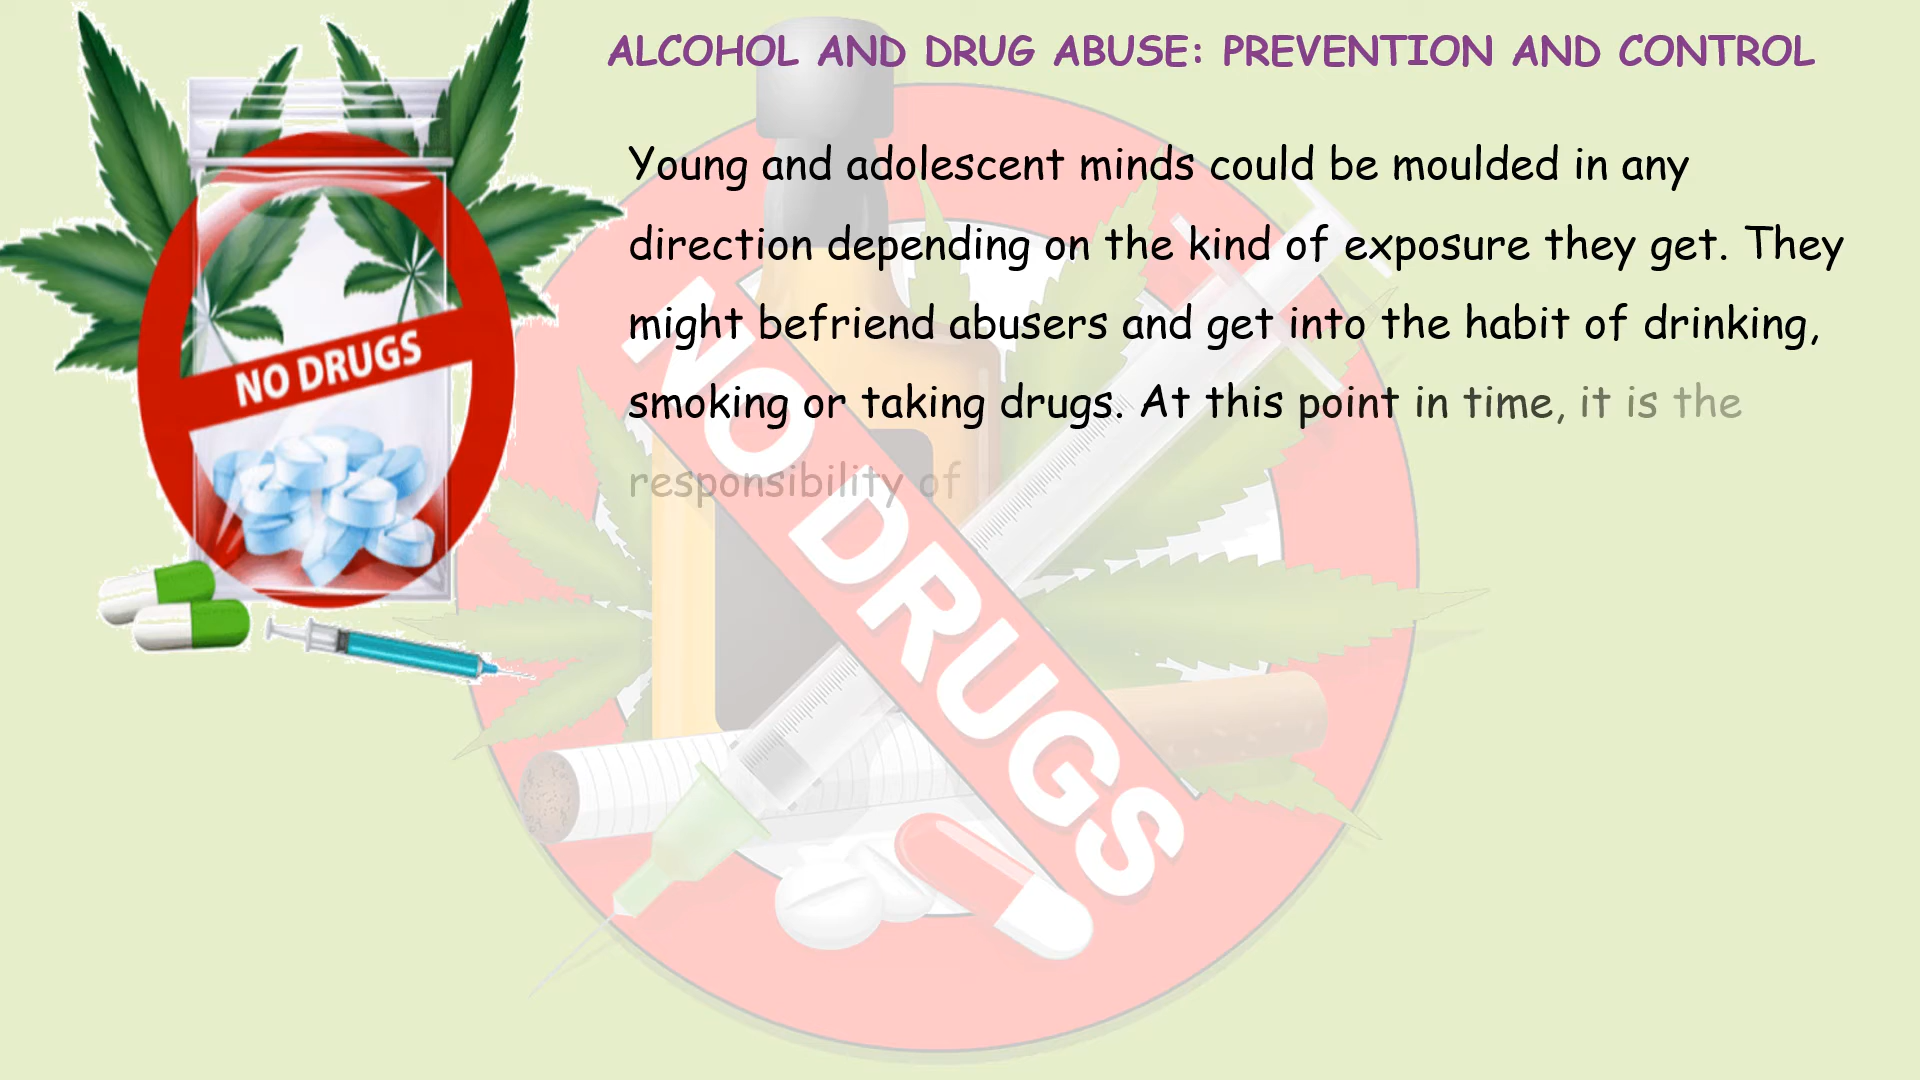 ALCOHOL AND DRUG ABUSE: PREVENTION AND CONTROL
Young and adolescent minds could be moulded in any
direction depending on the kind of exposure they get. They
might befriend abusers and get into the habit of drinking,
smoking or taking drugs. At this point in time, it is the
responsibility of
NO DRUGS
NO DRUGS